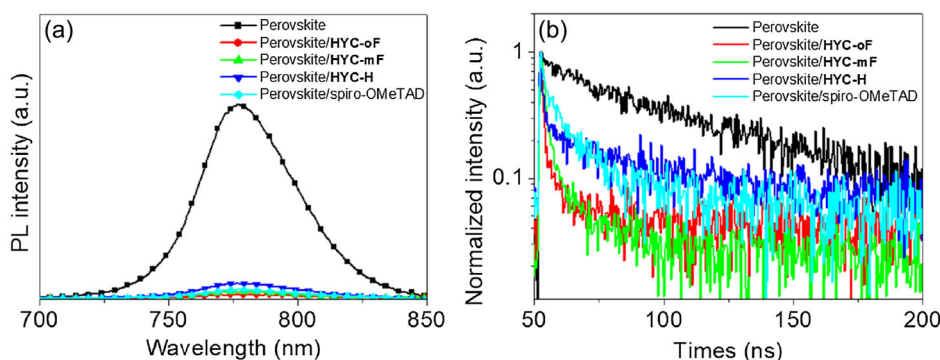 (a)
Perovskite
Perovskite/HYC-oF
Perovskite/HYC-mF
Perovskite/HYC-H
Perovskite/spiro-OMeTAD
PL intensity (a.u.)
700 750 800 850
Wavelength (nm)
(b)
Perovskite
Perovskite/HYC-oF
Perovskite/HYC-mF
Perovskite/HYC-H
Perovskite/spiro-OMeTAD
Normalized intensity (a.u.)
1
0.1
50 100 150 200
Times (ns)